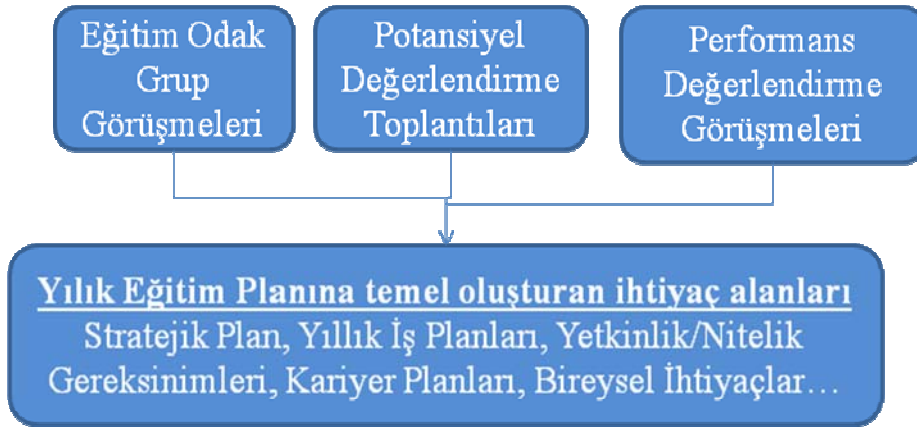 Eğitim Odak
Grup
Görüşmeleri
Potansiyel
Değerlendirme
Toplantıları
Performans
Değerlendirme
Görüşmeleri
Yılık Eğitim Planına temel oluşturan ihtiyaç alanları
Stratejik Plan, Yıllık İş Planları, Yetkinlik/Nitelik
Gereksinimleri, Kariyer Planları, Bireysel İhtiyaçlar…